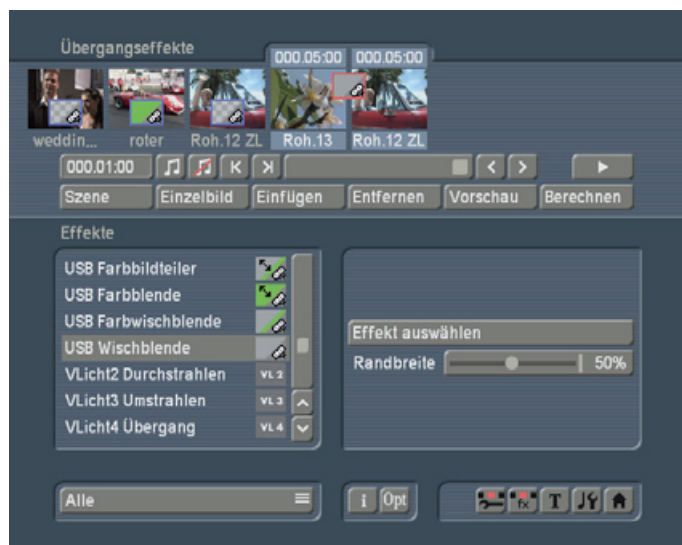 Übergangseffekte
000.05:00 000.05:00
weddin... roter Roh.12 ZL Roh.13 Roh.12 ZL
000.01:00
Szene Einzelbild Einfügen Entfernen Vorschau Berechnen
Effekte
USB Farbbildteiler
USB Farbblende
USB Farbwischblende
USB Wischblende
VLicht2 Durchstrahlen VL 2
VLicht3 Umstrahlen VL 3
VLicht4 Übergang VL 4
Effekt auswählen
Randbreite 50%
Alle
i Opt fx T